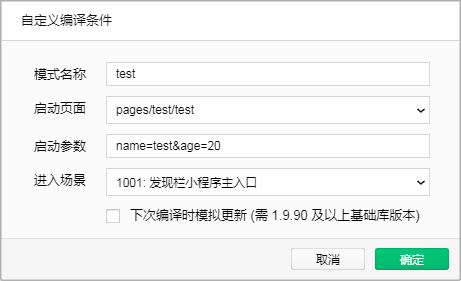 自定义编译条件
模式名称 test
启动页面 pages/test/test
启动参数 name=test&age=20
进入场景 1001: 发现栏小程序主入口
下次编译时模拟更新 (需 1.9.90 及以上基础库版本)
取消 确定